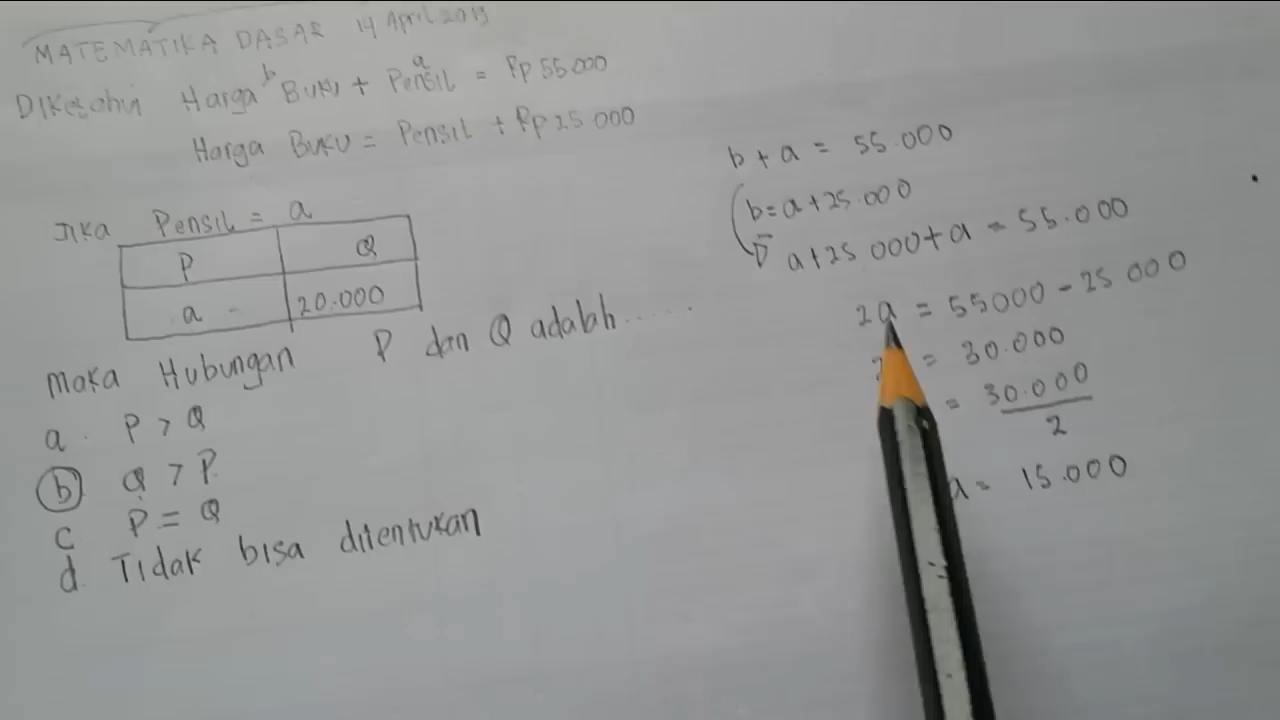 MATEMATIKA DASAR 14 April 2019
Diketahui Harga Buku + Pensil = Rp 55.000
b a
Harga Buku = Pensil + Rp 25 000
Jika Pensil = a
P Q
a 20.000
maka Hubungan P dan Q adalah......
a. P > Q
b Q > P.
c P = Q
d. Tidak bisa ditentukan
b + a = 55.000
b = a + 25.000
a + 25 000 + a = 55.000
2a = 55000 - 25 000
2 = 30.000
= 30.000
2
a = 15.000